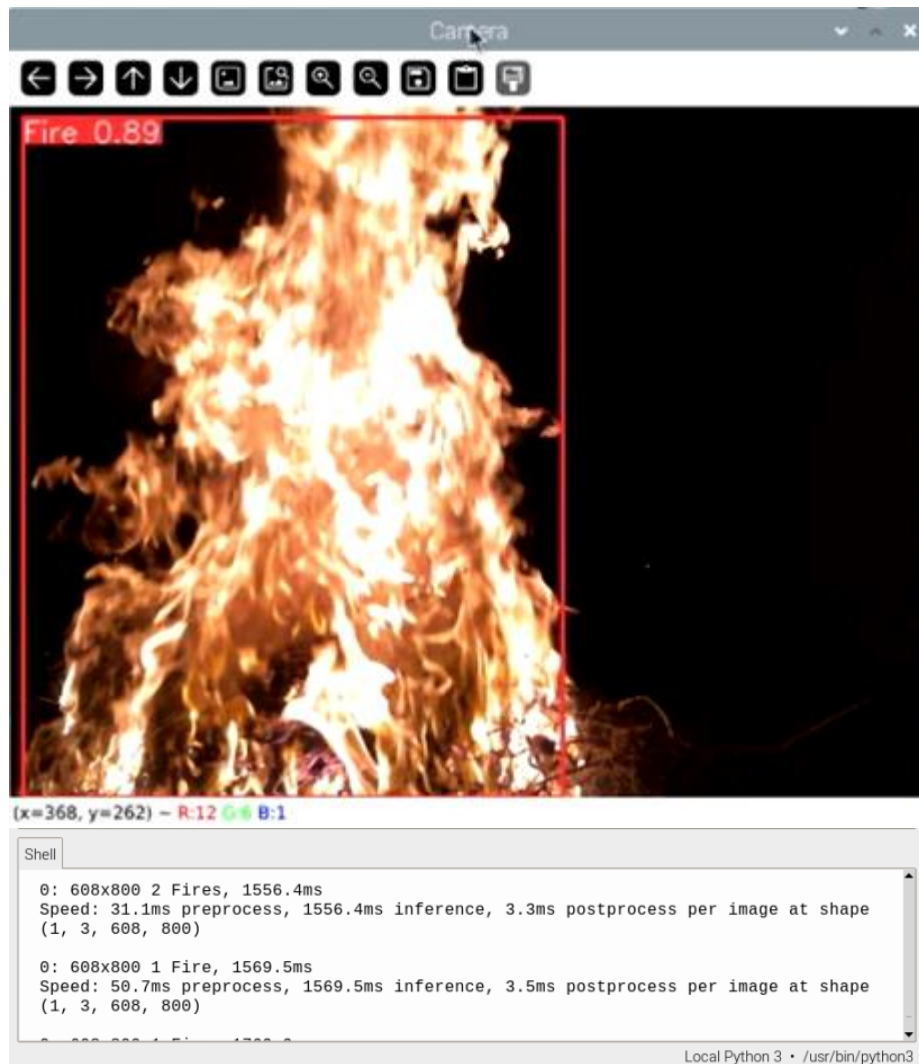 Camera
Fire 0.89
(x=368, y=262) ~ R:12 G:6 B:1
Shell
0: 608x800 2 Fires, 1556.4ms
Speed: 31.1ms preprocess, 1556.4ms inference, 3.3ms postprocess per image at shape
(1, 3, 608, 800)
0: 608x800 1 Fire, 1569.5ms
Speed: 50.7ms preprocess, 1569.5ms inference, 3.5ms postprocess per image at shape
(1, 3, 608, 800)
Local Python 3 • /usr/bin/python3